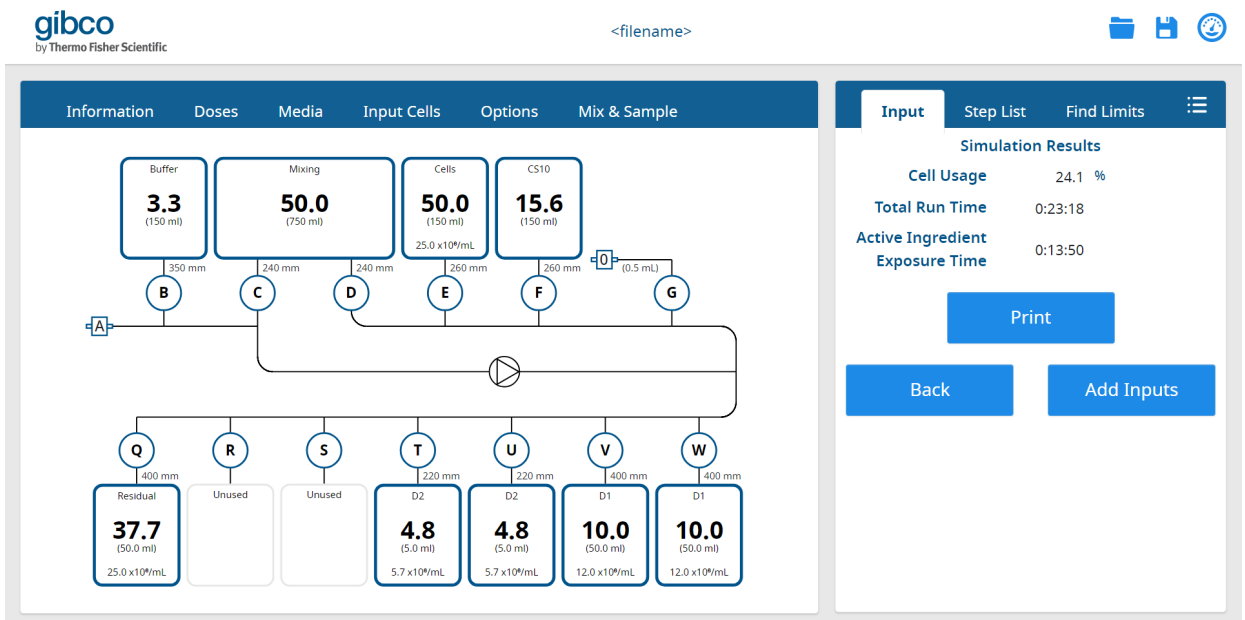 gibco
by Thermo Fisher Scientific
<filename>
Information Doses Media Input Cells Options Mix & Sample
Input Step List Find Limits
Simulation Results
Cell Usage 24.1 %
Total Run Time 0:23:18
Active Ingredient
Exposure Time 0:13:50
Print
Back Add Inputs
Buffer Mixing Cells CS10
3.3 50.0 50.0 15.6
(150 ml) (750 ml) (150 ml) (150 ml)
25.0 x10⁶/mL
0
350 mm 240 mm 240 mm 260 mm 260 mm (0.5 mL)
B C D E F G
A
Q R S T U V W
400 mm 220 mm 220 mm 400 mm 400 mm
Residual Unused Unused D2 D2 D1 D1
37.7 4.8 4.8 10.0 10.0
(50.0 ml) (5.0 ml) (5.0 ml) (50.0 ml) (50.0 ml)
25.0 x10⁶/mL 5.7 x10⁶/mL 5.7 x10⁶/mL 12.0 x10⁶/mL 12.0 x10⁶/mL